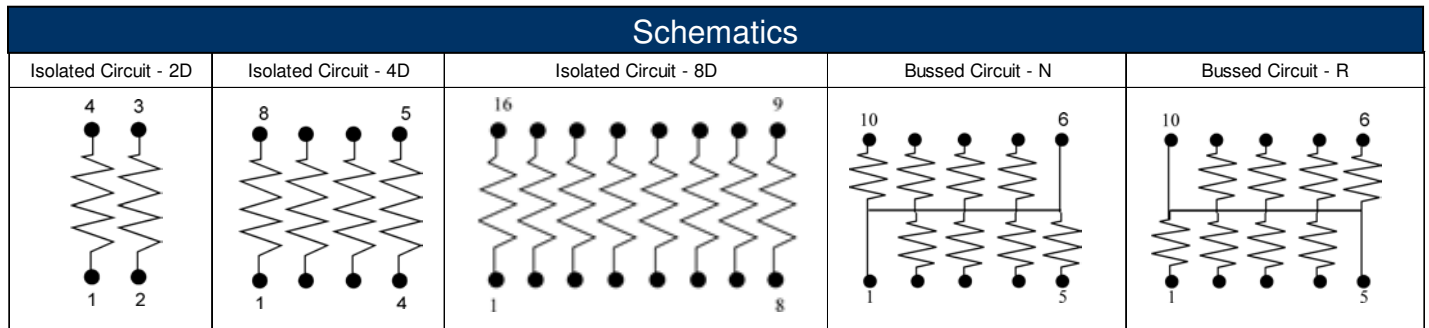 Schematics
Isolated Circuit - 2D
Isolated Circuit - 4D
Isolated Circuit - 8D
Bussed Circuit - N
Bussed Circuit - R
4 3
1 2
8 5
1 4
16 9
1 8
10 6
1 5
10 6
1 5